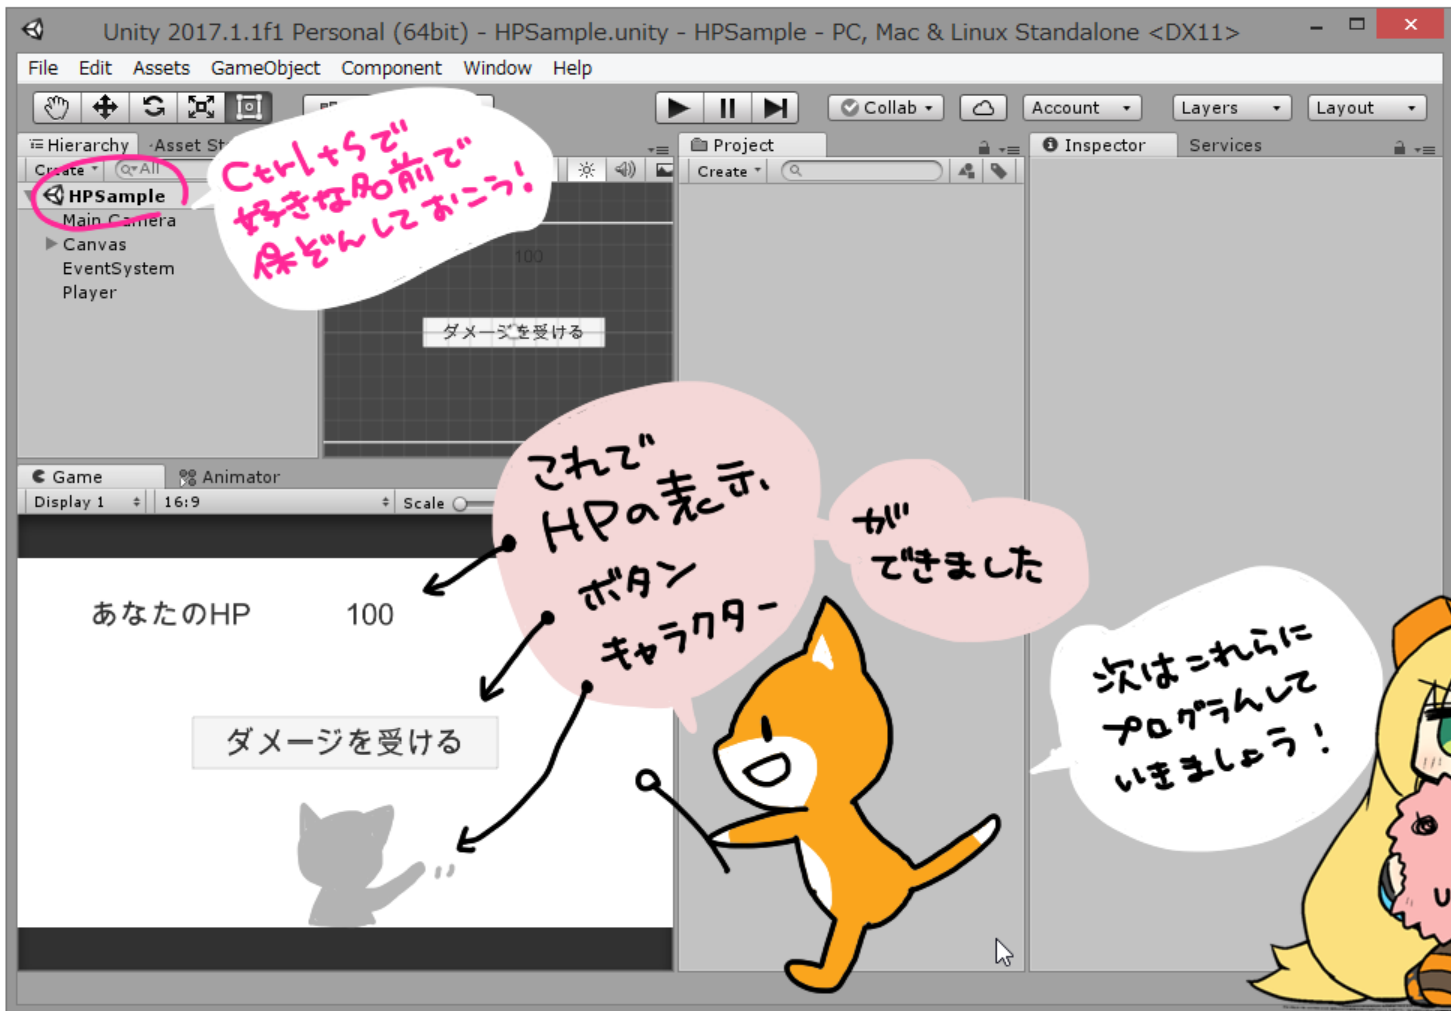 Unity 2017.1.1f1 Personal (64bit) - HPSample.unity - HPSample - PC, Mac & Linux Standalone <DX11>
File Edit Assets GameObject Component Window Help
Collab Account Layers Layout
Hierarchy Asset St
Create All
HPSample
Main Camera
Canvas
EventSystem
Player
Ctrl+Sで
好きな名前で
保ぞんしておこう!
100
ダメージを受ける
Project
Create
Inspector Services
Game Animator
Display 1 16:9 Scale
これで
HPの表示、
ボタン
キャラクター
が
できました
あなたのHP 100
ダメージを受ける
次はこれらに
プログラムして
いきましょう!